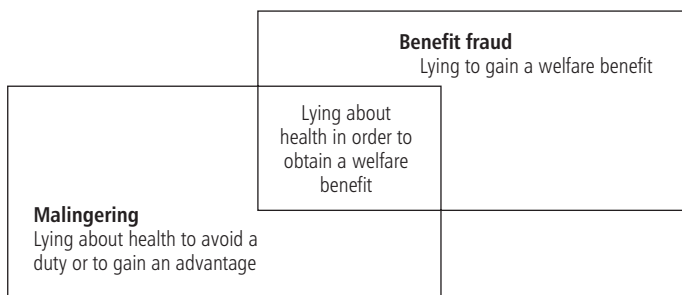 Benefit fraud
Lying to gain a welfare benefit
Lying about
health in order to
obtain a welfare
benefit
Malingering
Lying about health to avoid a
duty or to gain an advantage